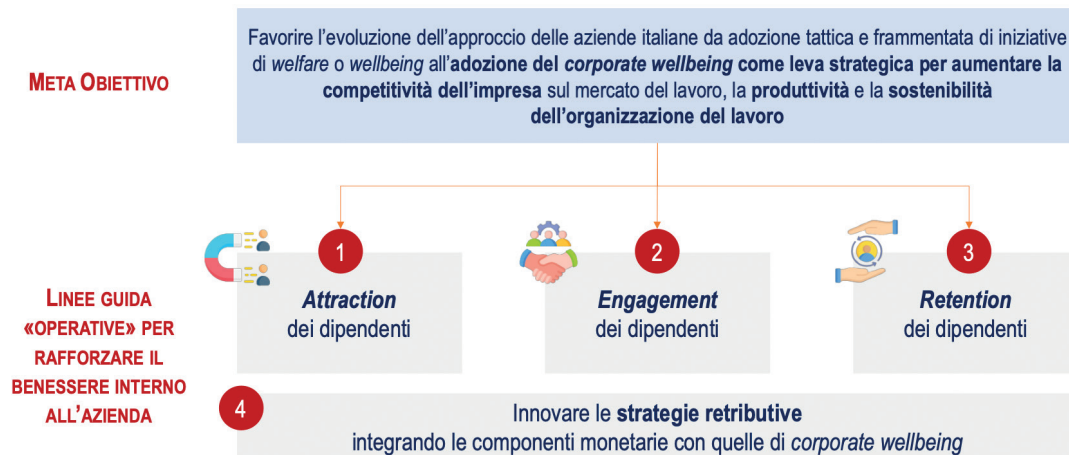 META OBIETTIVO
Favorire l'evoluzione dell'approccio delle aziende italiane da adozione tattica e frammentata di iniziative
di welfare o wellbeing all'adozione del corporate wellbeing come leva strategica per aumentare la
competitività dell'impresa sul mercato del lavoro, la produttività e la sostenibilità
dell'organizzazione del lavoro
LINEE GUIDA
«OPERATIVE» PER
RAFFORZARE IL
BENESSERE INTERNO
ALL'AZIENDA
1
Attraction
dei dipendenti
2
Engagement
dei dipendenti
3
Retention
dei dipendenti
4
Innovare le strategie retributive
integrando le componenti monetarie con quelle di corporate wellbeing